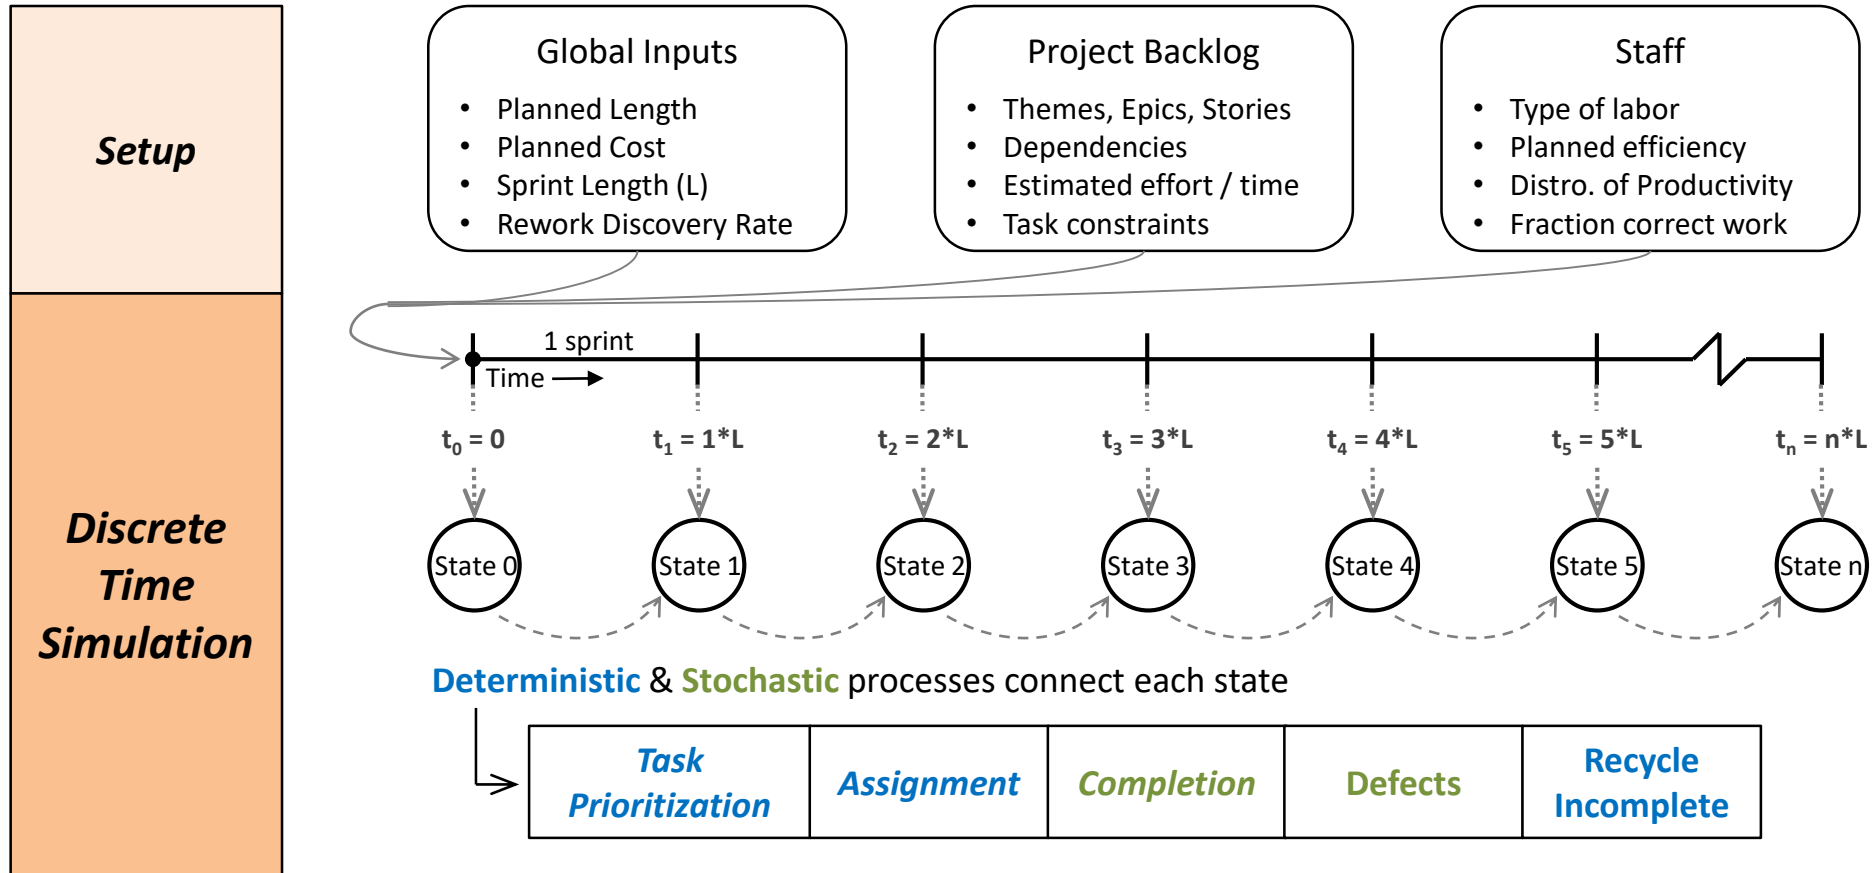 Setup
Global Inputs
• Planned Length
• Planned Cost
• Sprint Length (L)
• Rework Discovery Rate
Project Backlog
• Themes, Epics, Stories
• Dependencies
• Estimated effort / time
• Task constraints
Staff
• Type of labor
• Planned efficiency
• Distro. of Productivity
• Fraction correct work
Discrete
Time
Simulation
1 sprint
Time
t0 = 0
t1 = 1*L
t2 = 2*L
t3 = 3*L
t4 = 4*L
t5 = 5*L
tn = n*L
State 0
State 1
State 2
State 3
State 4
State 5
State n
Deterministic & Stochastic processes connect each state
Task
Prioritization
Assignment
Completion
Defects
Recycle
Incomplete